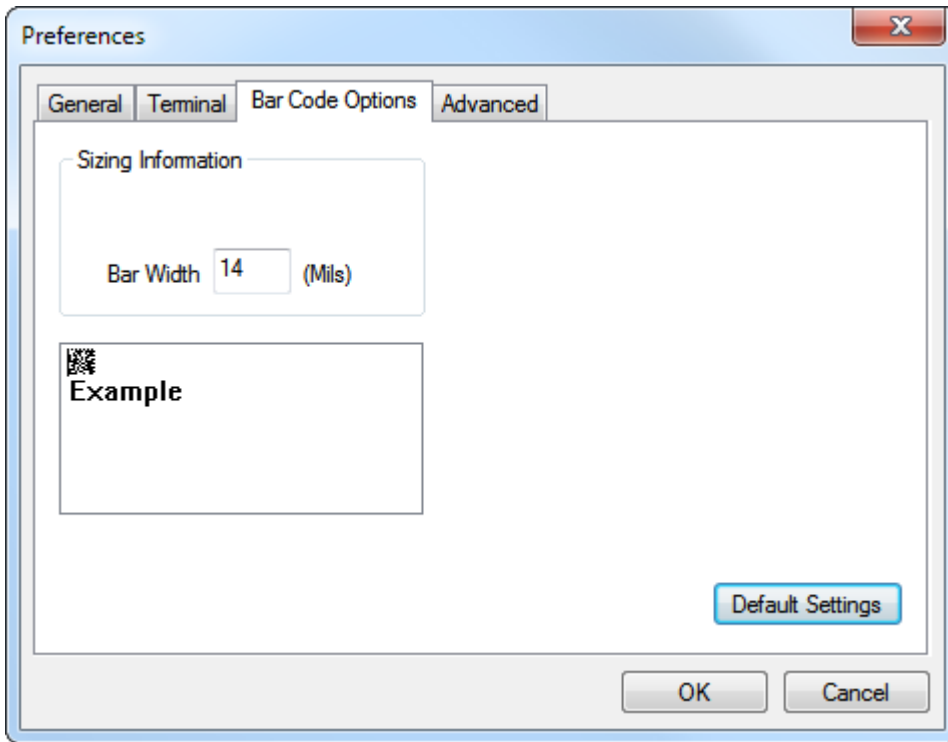 Preferences
General Terminal Bar Code Options Advanced
Sizing Information
Bar Width 14 (Mils)
Example
Default Settings
OK Cancel